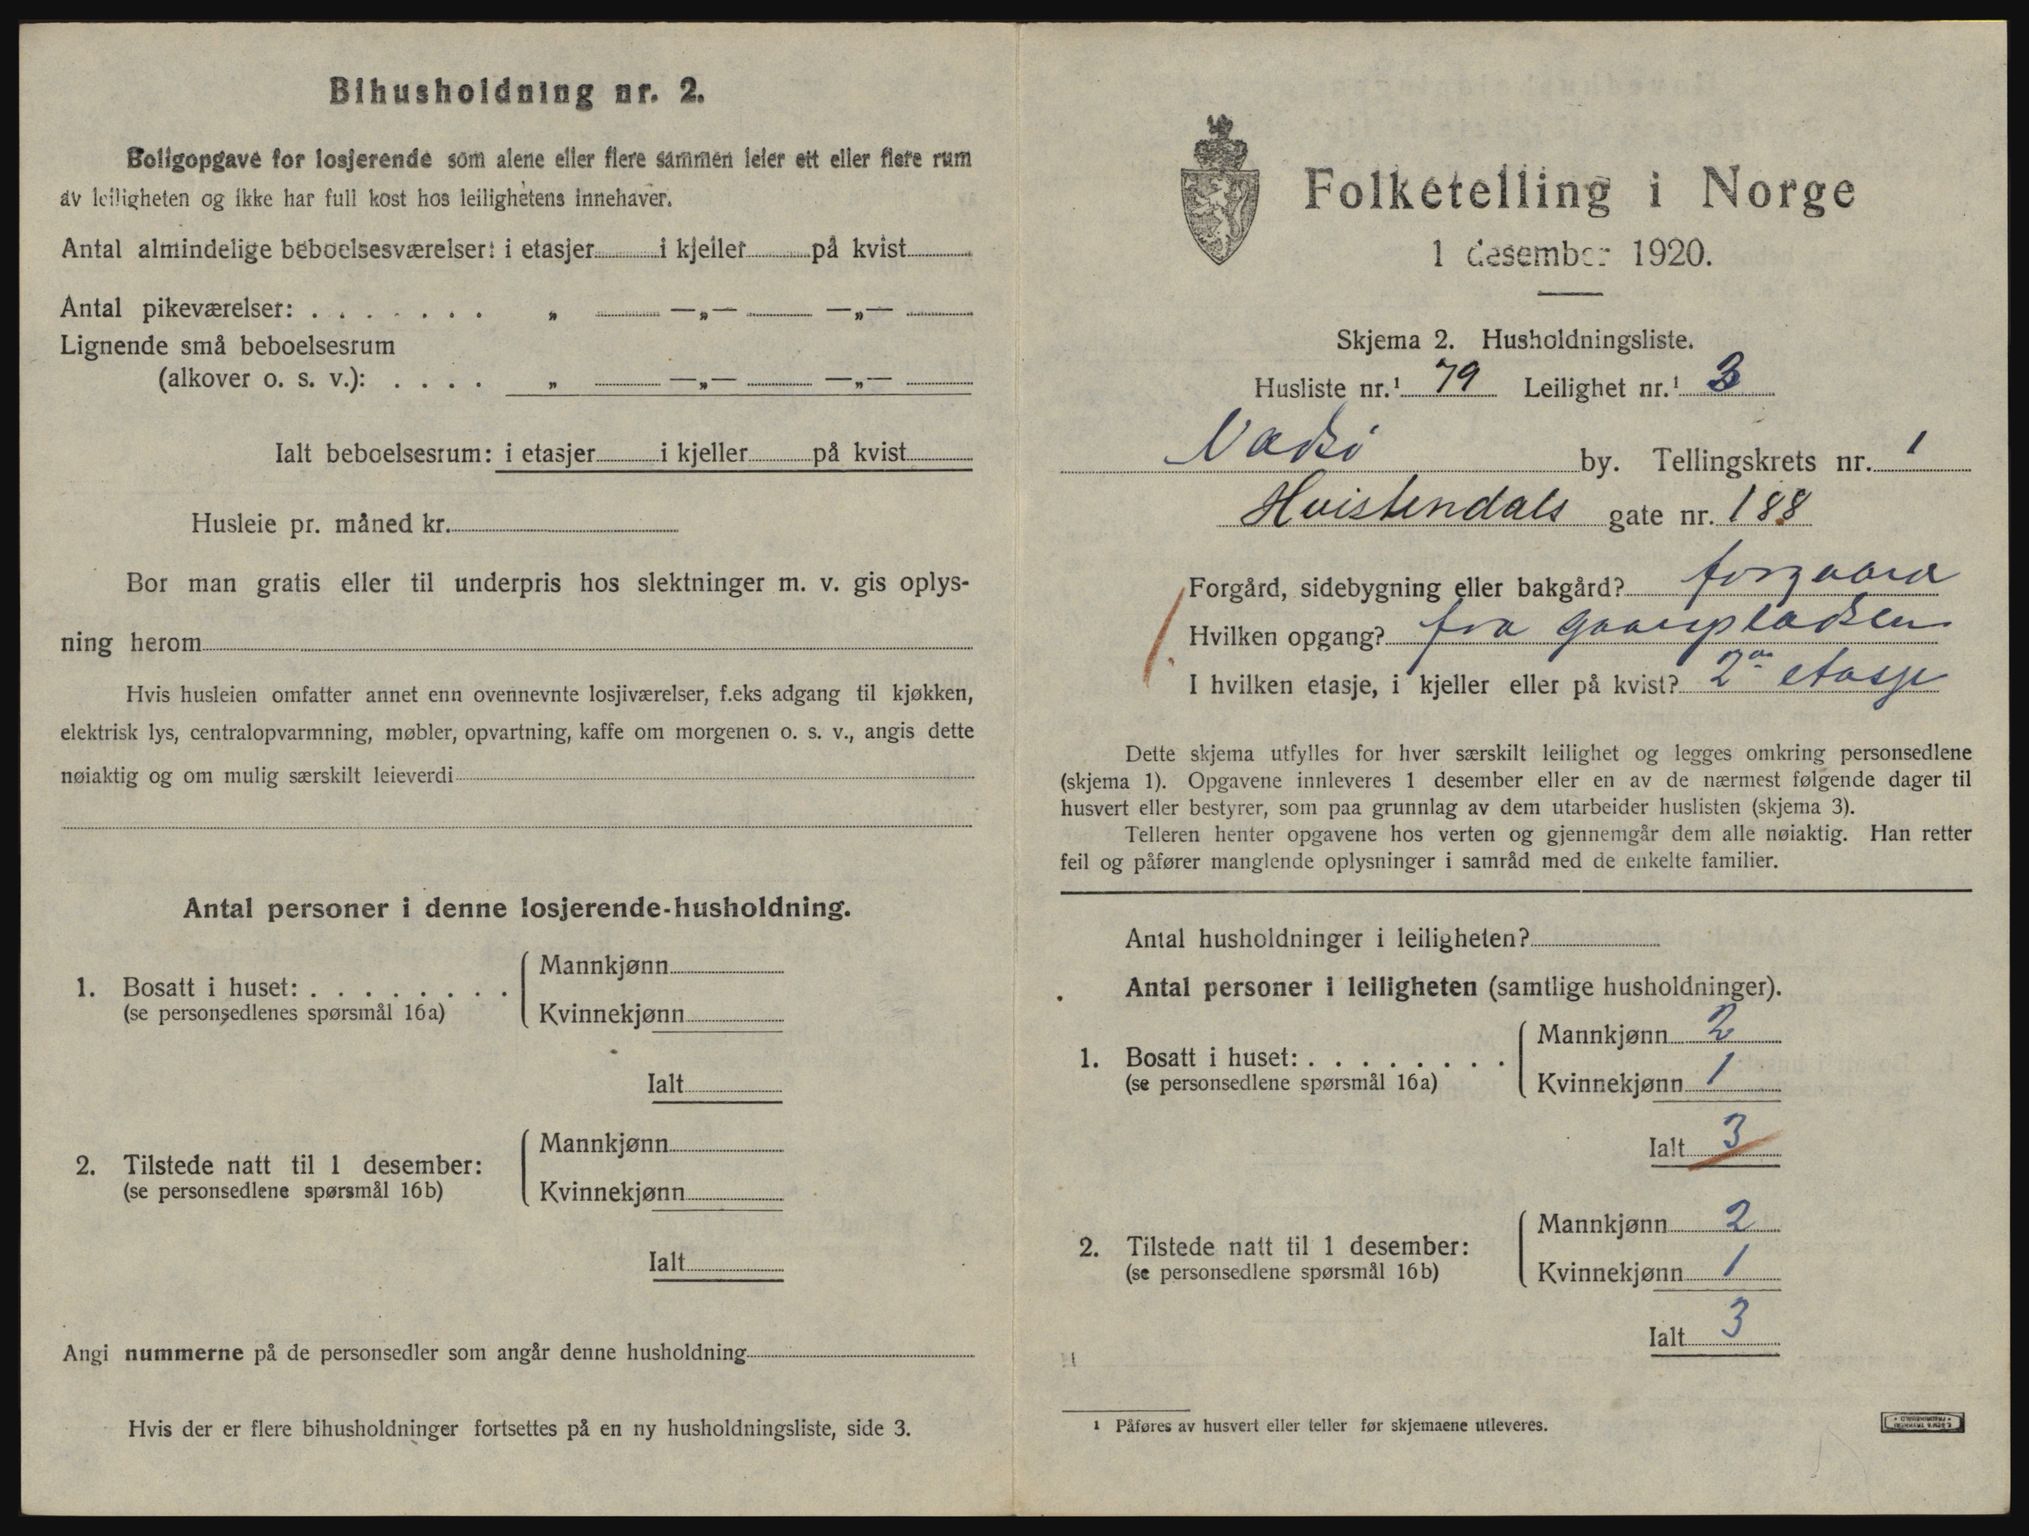 Bihusholdning nr. 2.
Boligopgave for losjerende som alene eller flere sammen leier ett eller flere rum
av leiligheten og ikke har full kost hos leilighetens innehaver.
Antal almindelige beboelsesværelser: i etasjer i kjeller på kvist
Antal pikeværelser: . . . . . . . „ —„— —„—
Lignende små beboelsesrum
(alkover o. s. v.): . . . . „ —„— —„—
Ialt beboelsesrum: i etasjer i kjeller på kvist
Husleie pr. måned kr.
Bor man gratis eller til underpris hos slektninger m. v. gis oplys-
ning herom
Hvis husleien omfatter annet enn ovennevnte losjiværelser, f.eks adgang til kjøkken,
elektrisk lys, centralopvarmning, møbler, opvartning, kaffe om morgenen o. s. v., angis dette
nøiaktig og om mulig særskilt leieverdi
Antal personer i denne losjerende-husholdning.
1. Bosatt i huset: . . . . . . . .
(se personsedlenes spørsmål 16a)
Mannkjønn
Kvinnekjønn
Ialt
2. Tilstede natt til 1 desember:
(se personsedlene spørsmål 16b)
Mannkjønn
Kvinnekjønn
Ialt
Angi nummerne på de personsedler som angår denne husholdning
Hvis der er flere bihusholdninger fortsettes på en ny husholdningsliste, side 3.
Folketelling i Norge
1 desember 1920.
Skjema 2. Husholdningsliste.
Husliste nr.¹ 79 Leilighet nr.¹ 3
Vadsö by. Tellingskrets nr. 1
Hvistendals gate nr. 188
Forgård, sidebygning eller bakgård? forgaard
Hvilken opgang? fra gaardspladsen
I hvilken etasje, i kjeller eller på kvist? 2den etasje
Dette skjema utfylles for hver særskilt leilighet og legges omkring personsedlene
(skjema 1). Opgavene innleveres 1 desember eller en av de nærmest følgende dager til
husvert eller bestyrer, som paa grunnlag av dem utarbeider huslisten (skjema 3).
Telleren henter opgavene hos verten og gjennemgår dem alle nøiaktig. Han retter
feil og påfører manglende oplysninger i samråd med de enkelte familier.
Antal husholdninger i leiligheten?
Antal personer i leiligheten (samtlige husholdninger).
1. Bosatt i huset: . . . . . . . .
(se personsedlene spørsmål 16a)
Mannkjønn 2
Kvinnekjønn 1
Ialt 3
2. Tilstede natt til 1 desember:
(se personsedlene spørsmål 16b)
Mannkjønn 2
Kvinnekjønn 1
Ialt 3
¹ Påføres av husvert eller teller før skjemaene utleveres.